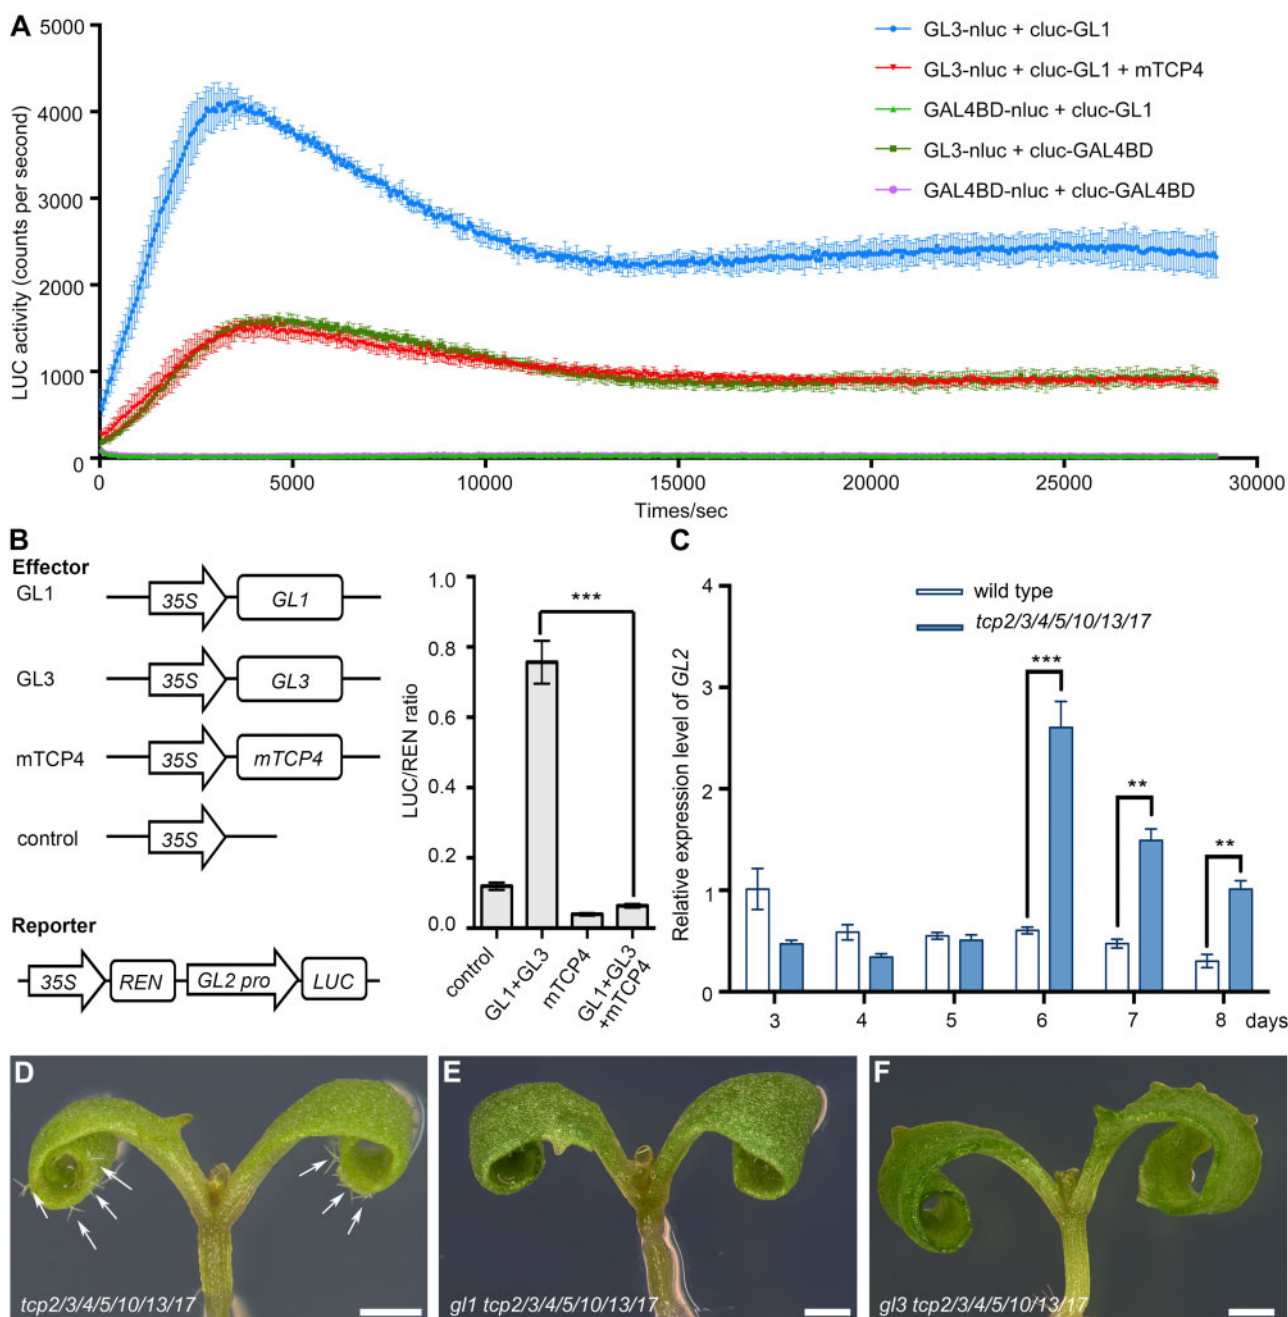 A
5000
4000
3000
2000
1000
0
LUC activity (counts per second)
GL3-nluc + cluc-GL1
GL3-nluc + cluc-GL1 + mTCP4
GAL4BD-nluc + cluc-GL1
GL3-nluc + cluc-GAL4BD
GAL4BD-nluc + cluc-GAL4BD
0 5000 10000 15000 20000 25000 30000
Times/sec
B
Effector
GL1 35S GL1
GL3 35S GL3
mTCP4 35S mTCP4
control 35S
Reporter
35S REN GL2 pro LUC
LUC/REN ratio
1.0
0.8
0.6
0.4
0.2
0.0
***
control
GL1+GL3
mTCP4
GL1+GL3
+mTCP4
C
Relative expression level of GL2
4
3
2
1
0
wild type
tcp2/3/4/5/10/13/17
***
**
**
3 4 5 6 7 8 days
D
tcp2/3/4/5/10/13/17
E
gl1 tcp2/3/4/5/10/13/17
F
gl3 tcp2/3/4/5/10/13/17